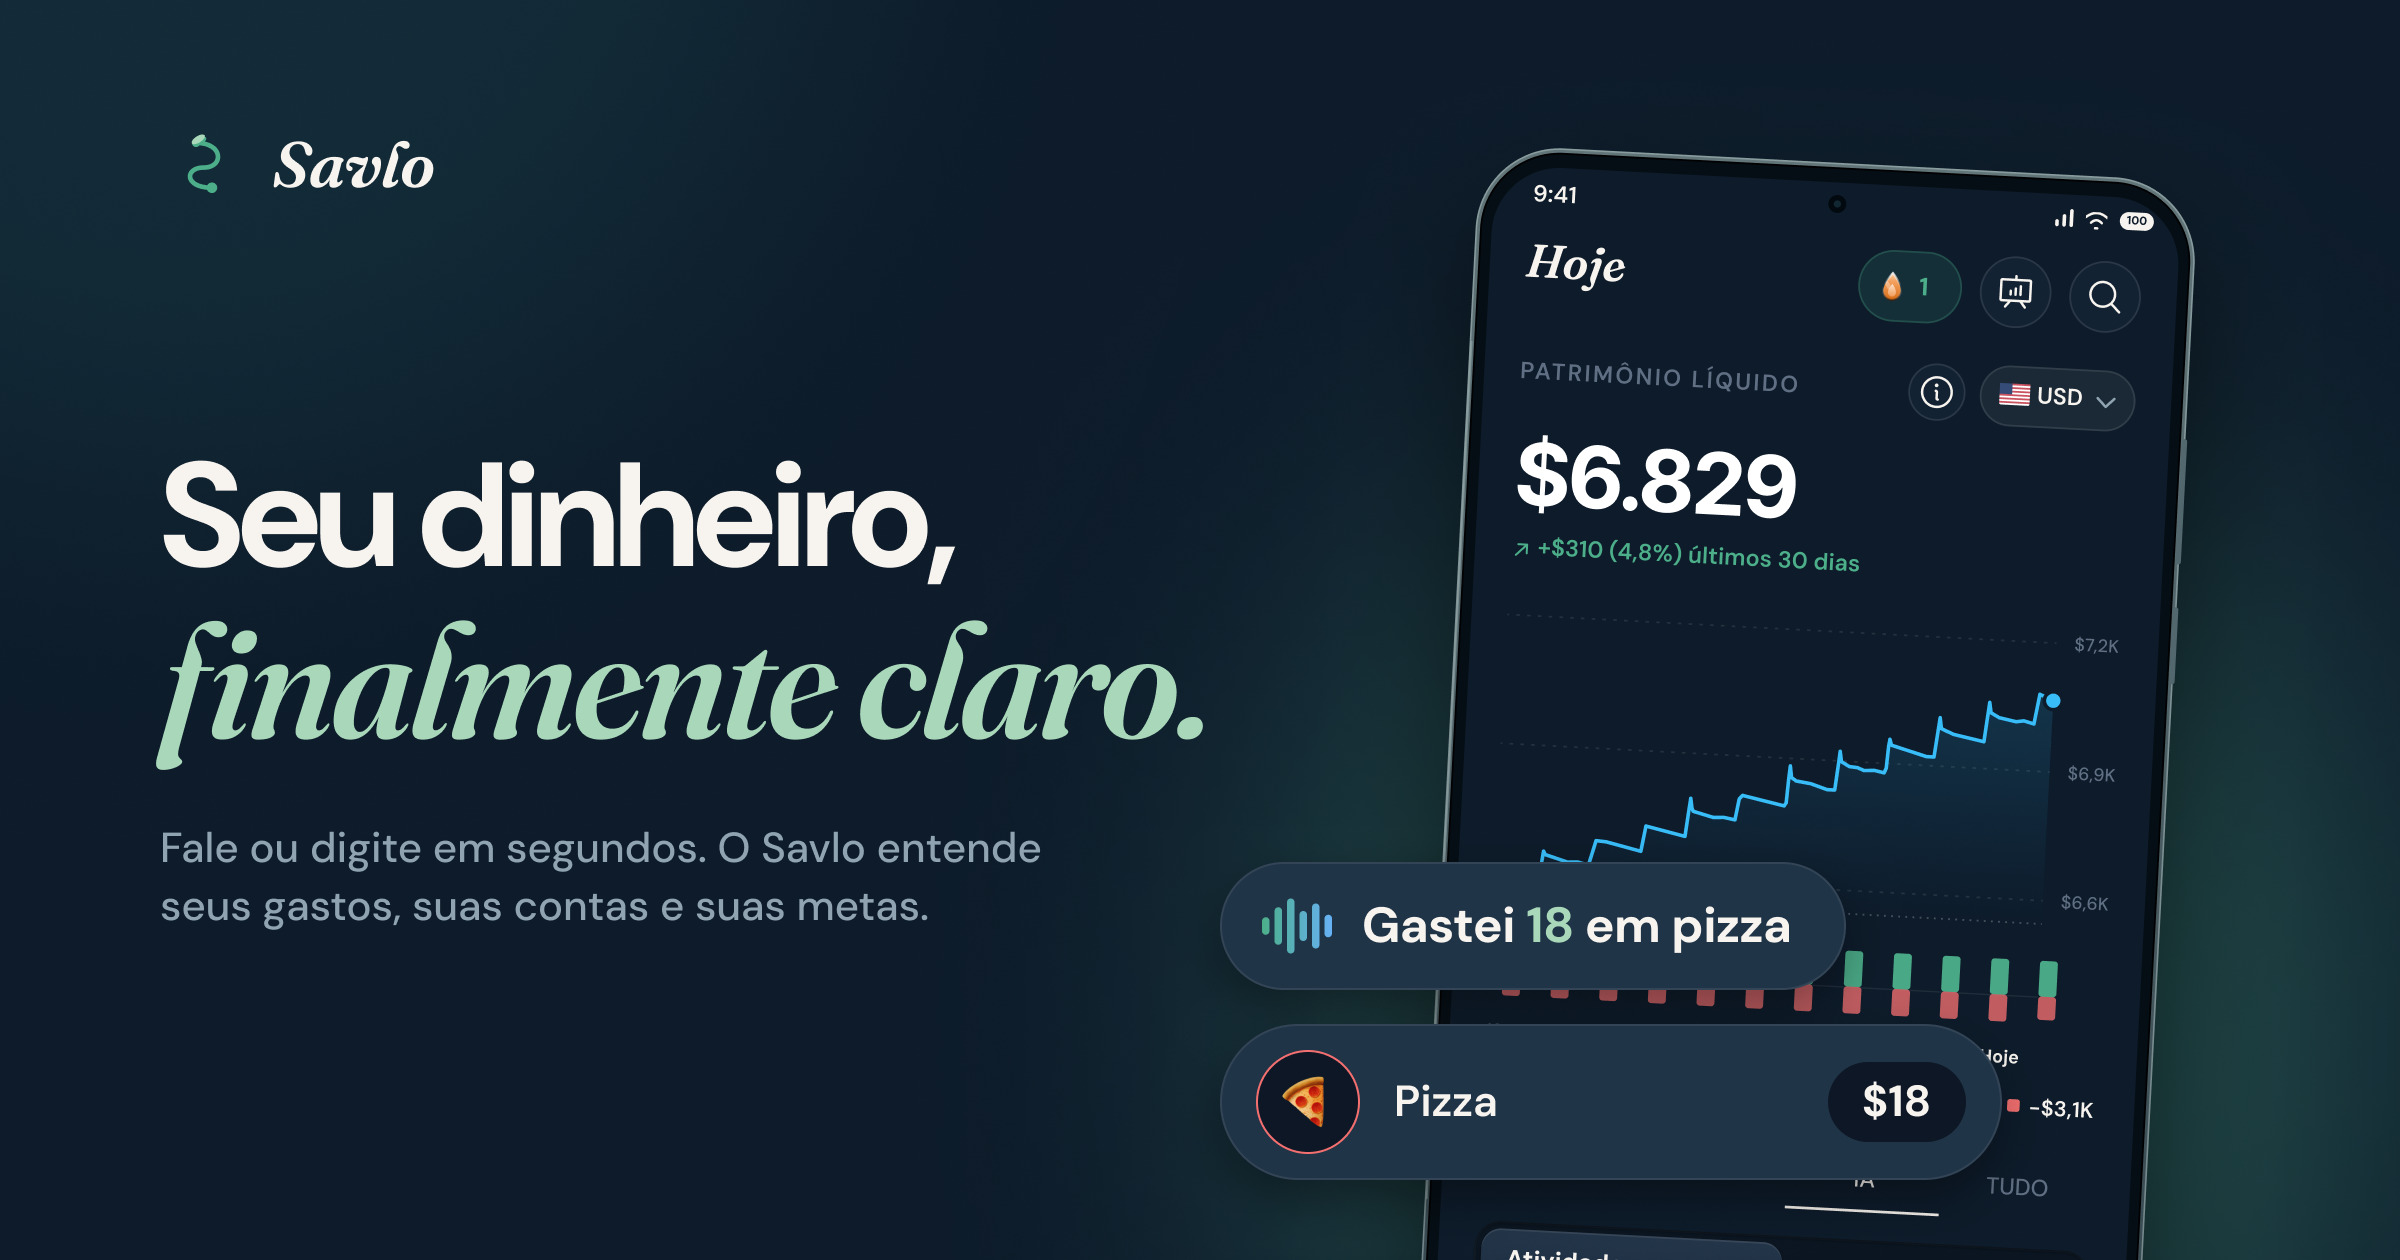 Savlo
Seu dinheiro,
finalmente claro.
Fale ou digite em segundos. O Savlo entende
seus gastos, suas contas e suas metas.
9:41
100
Hoje
1
PATRIMÔNIO LÍQUIDO
USD
$6.829
+$310 (4,8%) últimos 30 dias
$7,2K
$6,9K
$6,6K
Gastei 18 em pizza
Hoje
Pizza
$18
-$3,1K
TUDO